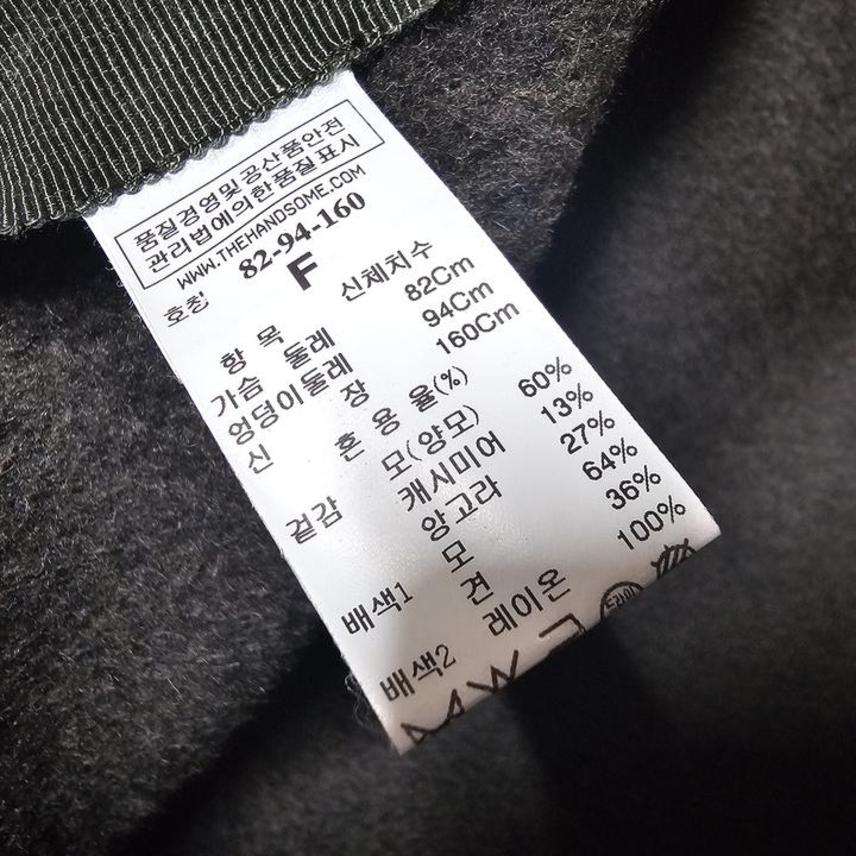 품질경영및 공산품안전
관리법에의한품질표시
WWW.THEHANDSOME.COM
82-94-160
호칭 F
항 목 신체치수
가슴 둘레 82Cm
엉덩이둘레 94Cm
신 장 160Cm
혼 용 율(%)
겉감 모(양모) 60%
캐시미어 13%
앙고라 27%
배색1 모 64%
견 36%
배색2 레이온 100%
드라이